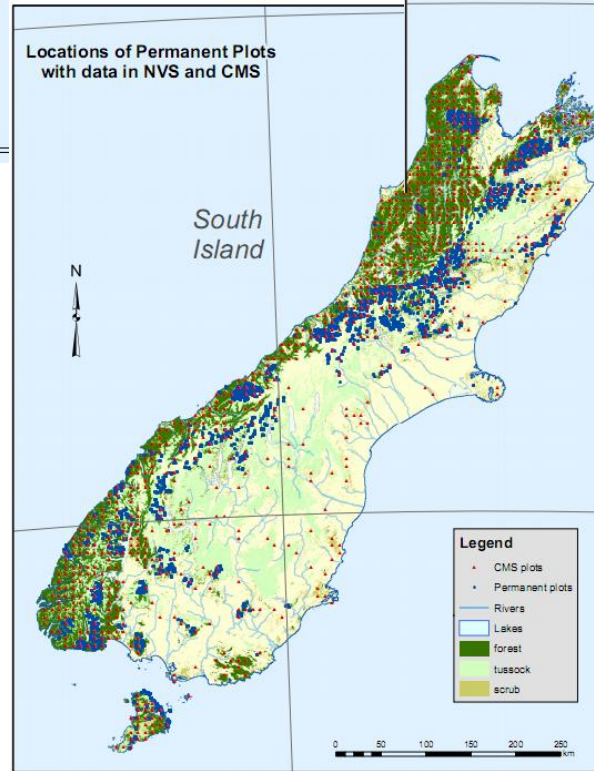 Locations of Permanent Plots
with data in NVS and CMS
South
Island
N
Legend
CMS plots
Permanent plots
Rivers
Lakes
forest
tussock
scrub
0 50 100 150 200 250
km